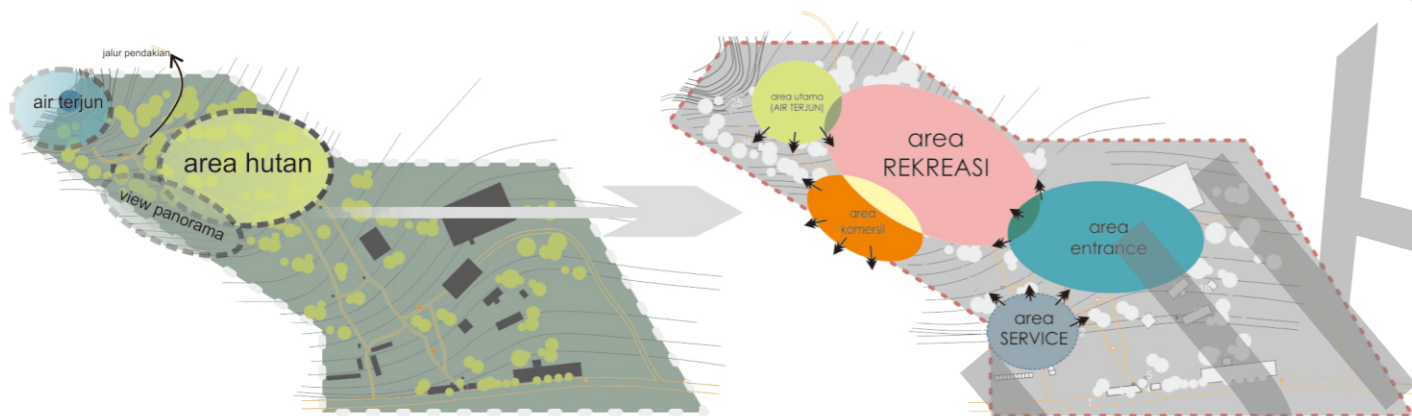 jalur pendakian
air terjun
area hutan
view panorama
area utama
(AIR TERJUN)
area
REKREASI
area
komersil
area
entrance
area
SERVICE
25